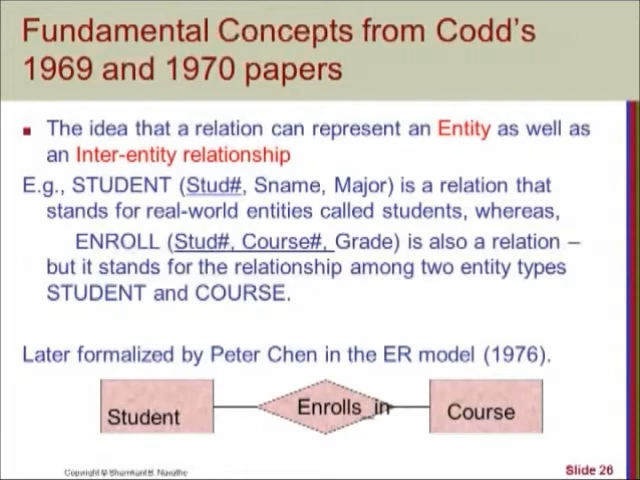 Fundamental Concepts from Codd's
1969 and 1970 papers
The idea that a relation can represent an Entity as well as
an Inter-entity relationship
E.g., STUDENT (Stud#, Sname, Major) is a relation that
stands for real-world entities called students, whereas,
ENROLL (Stud#, Course#, Grade) is also a relation –
but it stands for the relationship among two entity types
STUDENT and COURSE.
Later formalized by Peter Chen in the ER model (1976).
Student
Enrolls_in
Course
Copyright © Shamkant B. Navathe
Slide 26